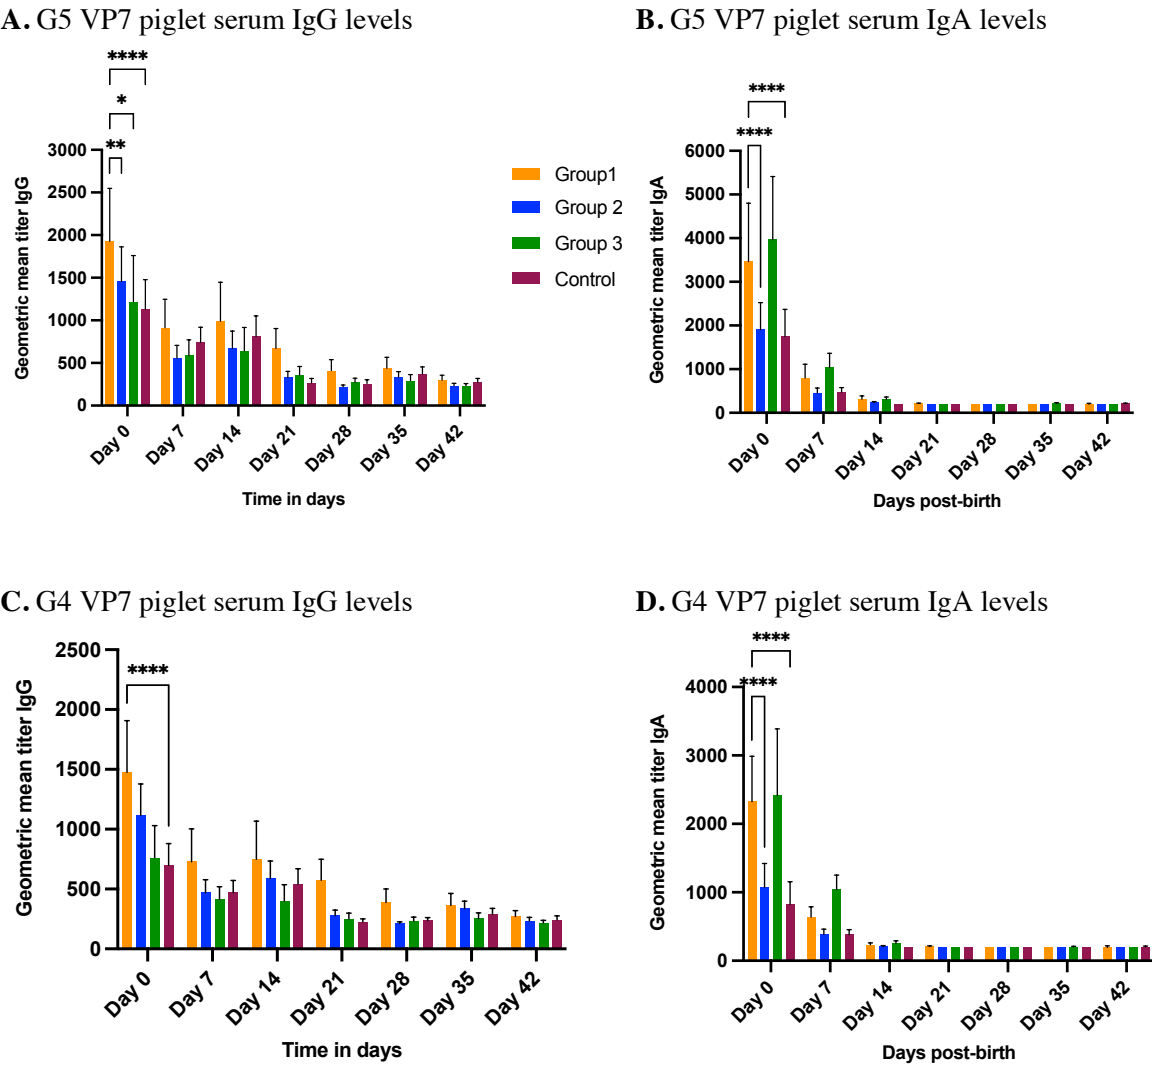 A. G5 VP7 piglet serum IgG levels
****
*
**
3000
2500
2000
1500
1000
500
0
Geometric mean titer IgG
Day 0
Day 7
Day 14
Day 21
Day 28
Day 35
Day 42
Time in days
Group1
Group 2
Group 3
Control
B. G5 VP7 piglet serum IgA levels
****
****
6000
5000
4000
3000
2000
1000
0
Geometric mean titer IgA
Day 0
Day 7
Day 14
Day 21
Day 28
Day 35
Day 42
Days post-birth
C. G4 VP7 piglet serum IgG levels
****
2500
2000
1500
1000
500
0
Geometric mean titer IgG
Day 0
Day 7
Day 14
Day 21
Day 28
Day 35
Day 42
Time in days
D. G4 VP7 piglet serum IgA levels
****
****
4000
3000
2000
1000
0
Geometric mean titer IgA
Day 0
Day 7
Day 14
Day 21
Day 28
Day 35
Day 42
Days post-birth